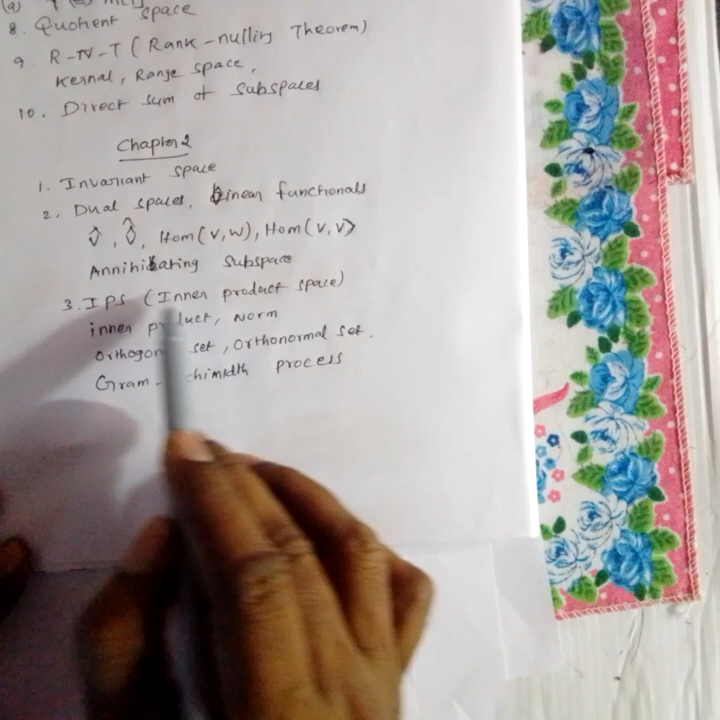 8. Quotient space
9. R-N-T (Rank-nullity Theorem)
Kernal, Range space,
10. Direct sum of subspaces
Chapter 2
1. Invariant space
2. Dual spaces, Linear functionals
V̂, V̂̂, Hom(V,W), Hom(V,V)
Annihilating subspace
3. IPS (Inner product space)
inner product, Norm
Orthogon set, Orthonormal set.
Gram- process